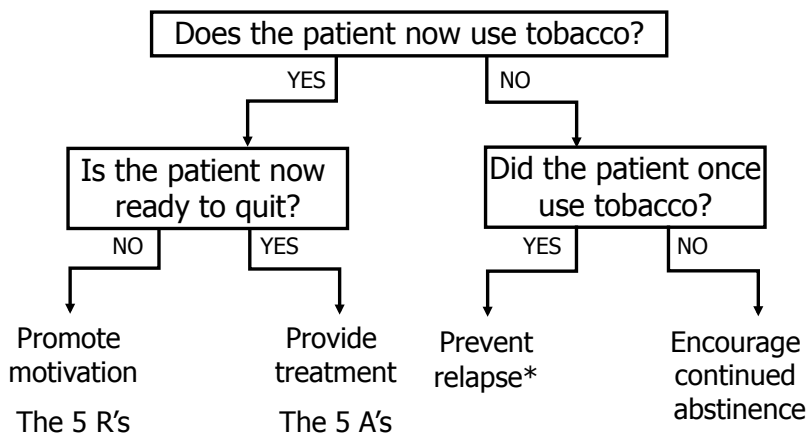 Does the patient now use tobacco?
YES
NO
Is the patient now
ready to quit?
Did the patient once
use tobacco?
NO
YES
YES
NO
Promote
motivation
The 5 R's
Provide
treatment
The 5 A's
Prevent
relapse*
Encourage
continued
abstinence